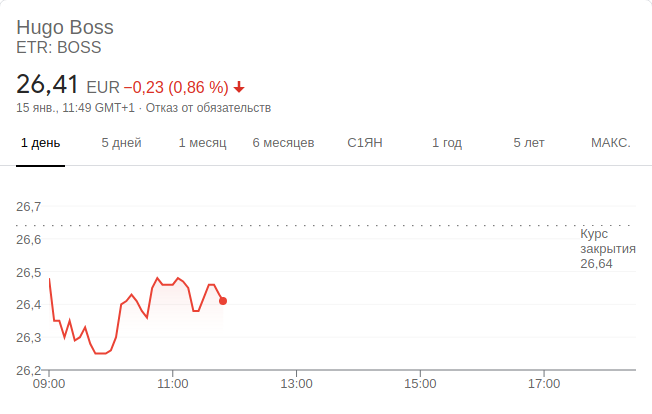 Hugo Boss
ETR: BOSS
26,41 EUR −0,23 (0,86 %)
15 янв., 11:49 GMT+1 · Отказ от обязательств
1 день 5 дней 1 месяц 6 месяцев С1ЯН 1 год 5 лет МАКС.
26,7
Курс
закрытия
26,64
26,6
26,5
26,4
26,3
26,2
09:00 11:00 13:00 15:00 17:00